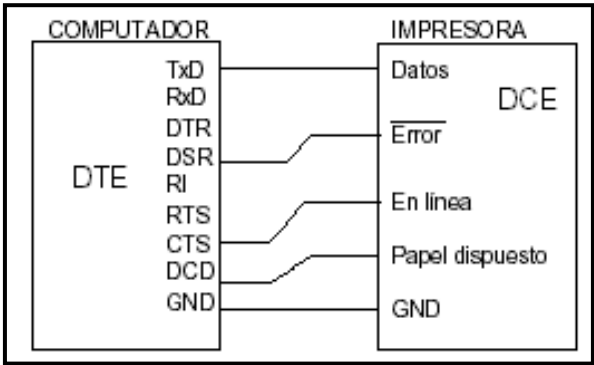 COMPUTADOR
IMPRESORA
DTE
TxD
RxD
DTR
DSR
RI
RTS
CTS
DCD
GND
Datos
DCE
Error
En línea
Papel dispuesto
GND